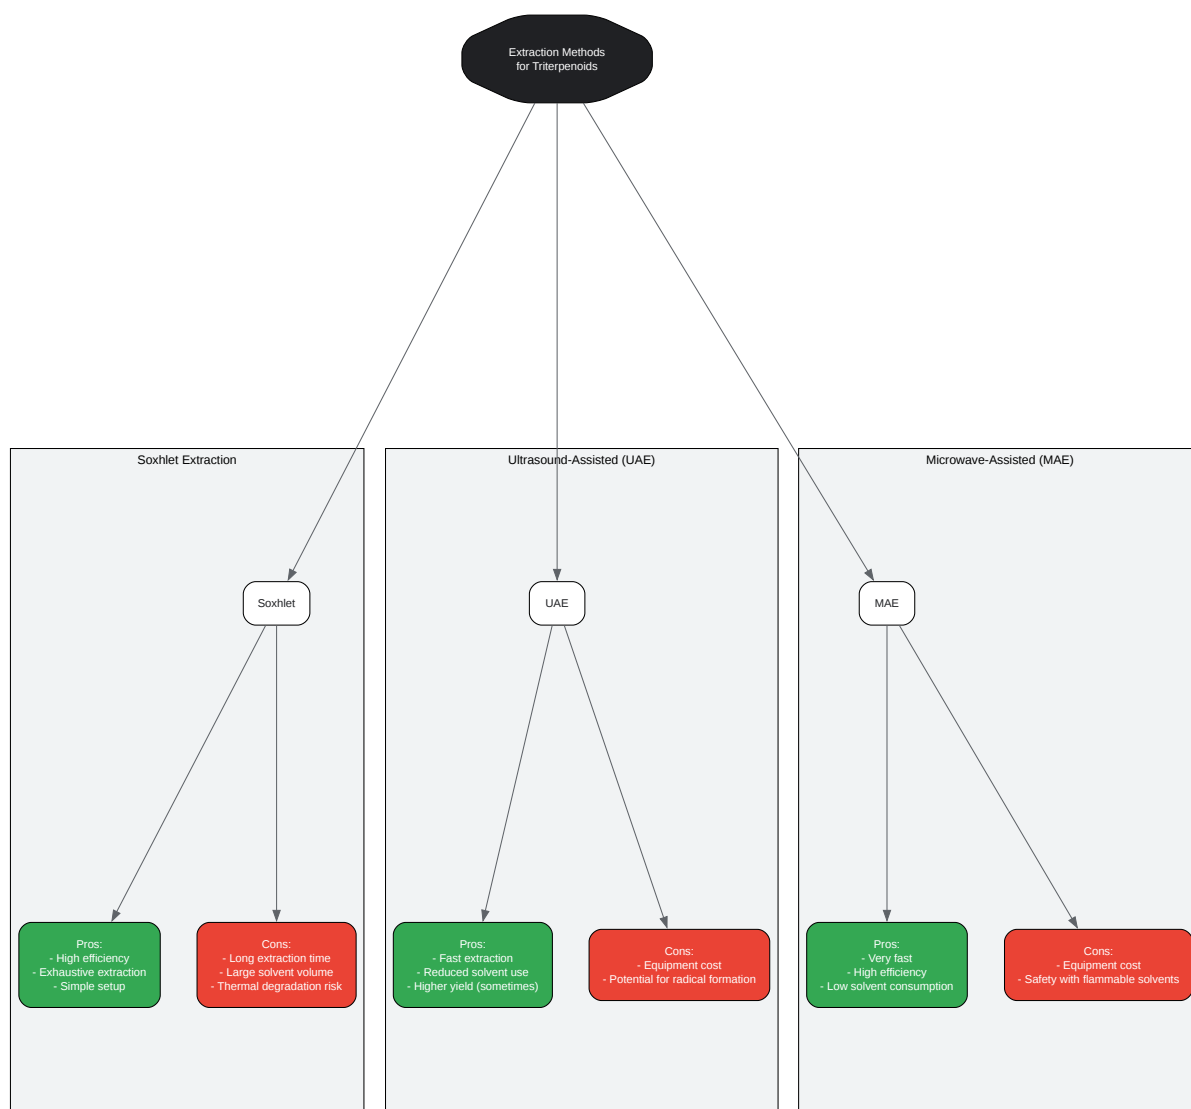 Extraction Methods
for Triterpenoids
Soxhlet Extraction
Ultrasound-Assisted (UAE)
Microwave-Assisted (MAE)
Soxhlet
UAE
MAE
Pros:
- High efficiency
- Exhaustive extraction
- Simple setup
Cons:
- Long extraction time
- Large solvent volume
- Thermal degradation risk
Pros:
- Fast extraction
- Reduced solvent use
- Higher yield (sometimes)
Cons:
- Equipment cost
- Potential for radical formation
Pros:
- Very fast
- High efficiency
- Low solvent consumption
Cons:
- Equipment cost
- Safety with flammable solvents